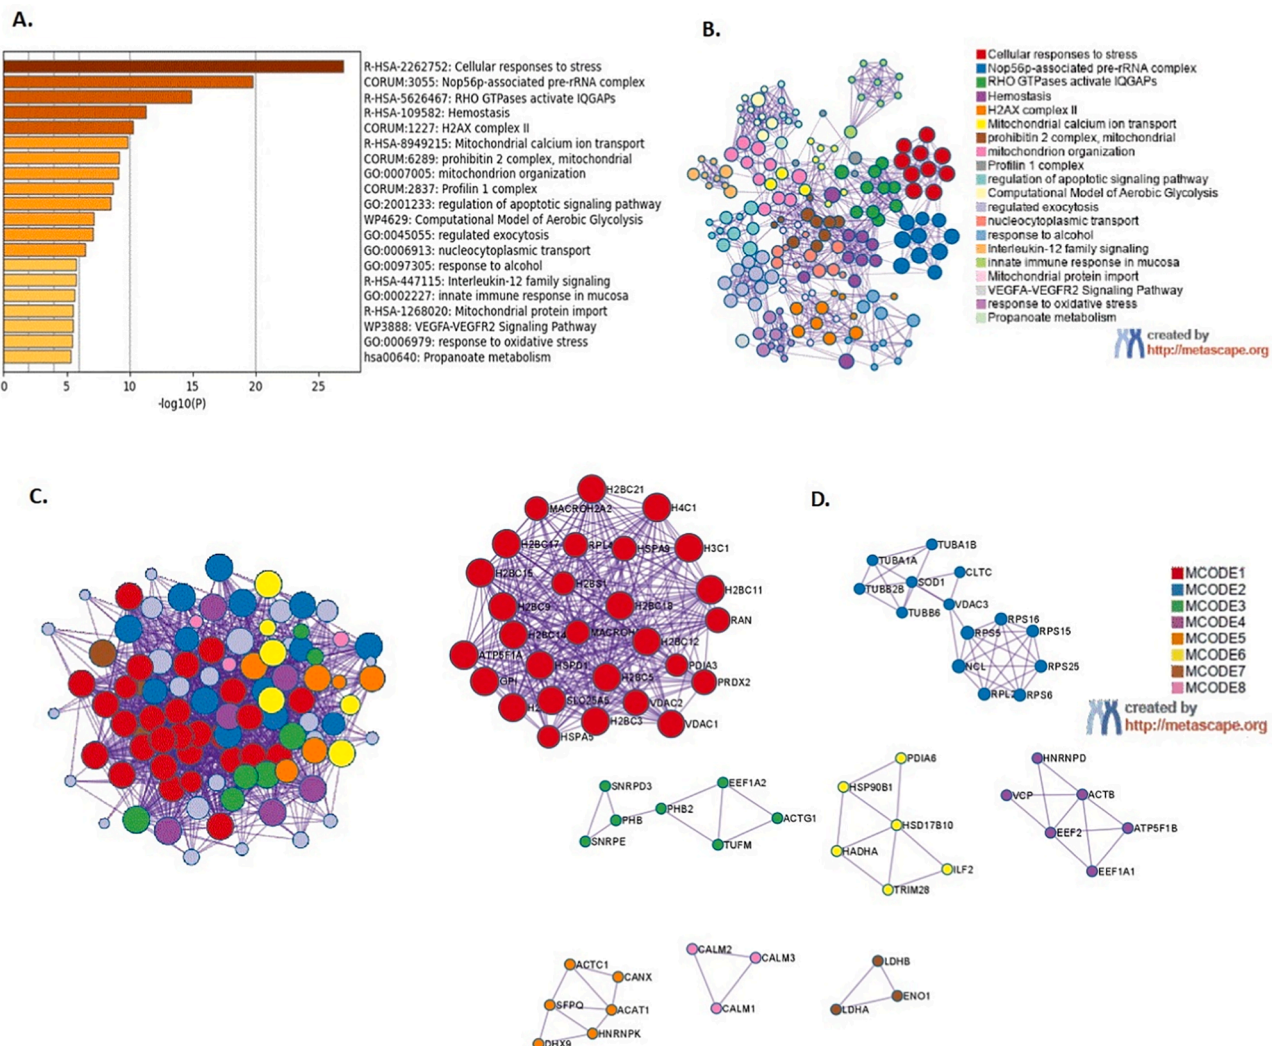 A.
R-HSA-2262752: Cellular responses to stress
CORUM:3055: Nop56p-associated pre-rRNA complex
R-HSA-5626467: RHO GTPases activate IQGAPs
R-HSA-109582: Hemostasis
CORUM:1227: H2AX complex II
R-HSA-8949215: Mitochondrial calcium ion transport
CORUM:6289: prohibitin 2 complex, mitochondrial
GO:0007005: mitochondrion organization
CORUM:2837: Profilin 1 complex
GO:2001233: regulation of apoptotic signaling pathway
WP4629: Computational Model of Aerobic Glycolysis
GO:0045055: regulated exocytosis
GO:0006913: nucleocytoplasmic transport
GO:0097305: response to alcohol
R-HSA-447115: Interleukin-12 family signaling
GO:0002227: innate immune response in mucosa
R-HSA-1268020: Mitochondrial protein import
WP3888: VEGFA-VEGFR2 Signaling Pathway
GO:0006979: response to oxidative stress
hsa00640: Propanoate metabolism
0 5 10 15 20 25
-log10(P)
B.
Cellular responses to stress
Nop56p-associated pre-rRNA complex
RHO GTPases activate IQGAPs
Hemostasis
H2AX complex II
Mitochondrial calcium ion transport
prohibitin 2 complex, mitochondrial
mitochondrion organization
Profilin 1 complex
regulation of apoptotic signaling pathway
Computational Model of Aerobic Glycolysis
regulated exocytosis
nucleocytoplasmic transport
response to alcohol
Interleukin-12 family signaling
innate immune response in mucosa
Mitochondrial protein import
VEGFA-VEGFR2 Signaling Pathway
response to oxidative stress
Propanoate metabolism
created by
http://metascape.org
C.
H2BC21
MACROH2A2
H4C1
H2BC17
HSPA9
H3C1
H2BC15
H2BS1
H2BC11
H2BC9
H2BC18
RAN
H2BC14
MACROH
H2BC12
ATP5F1A
HSPD1
PDIA3
GPI
H2BC5
PRDX2
SLC25A5
VDAC2
H2BC3
VDAC1
HSPA5
D.
TUBA1B
TUBA1A
CLTC
SOD1
TUBB2B
VDAC3
TUBB6
RPS16
RPS5
RPS15
NCL
RPS25
RPS6
MCODE1
MCODE2
MCODE3
MCODE4
MCODE5
MCODE6
MCODE7
MCODE8
created by
http://metascape.org
SNRPD3
EEF1A2
PHB2
PHB
ACTG1
SNRPE
TUFM
PDIA6
HSP90B1
HSD17B10
HADHA
ILF2
TRIM28
HNRNPD
VCP
ACTB
EEF2
ATP5F1B
EEF1A1
ACTC1
CANX
SFPQ
ACAT1
HNRNPK
DHX9
CALM2
CALM3
CALM1
LDHB
ENO1
LDHA